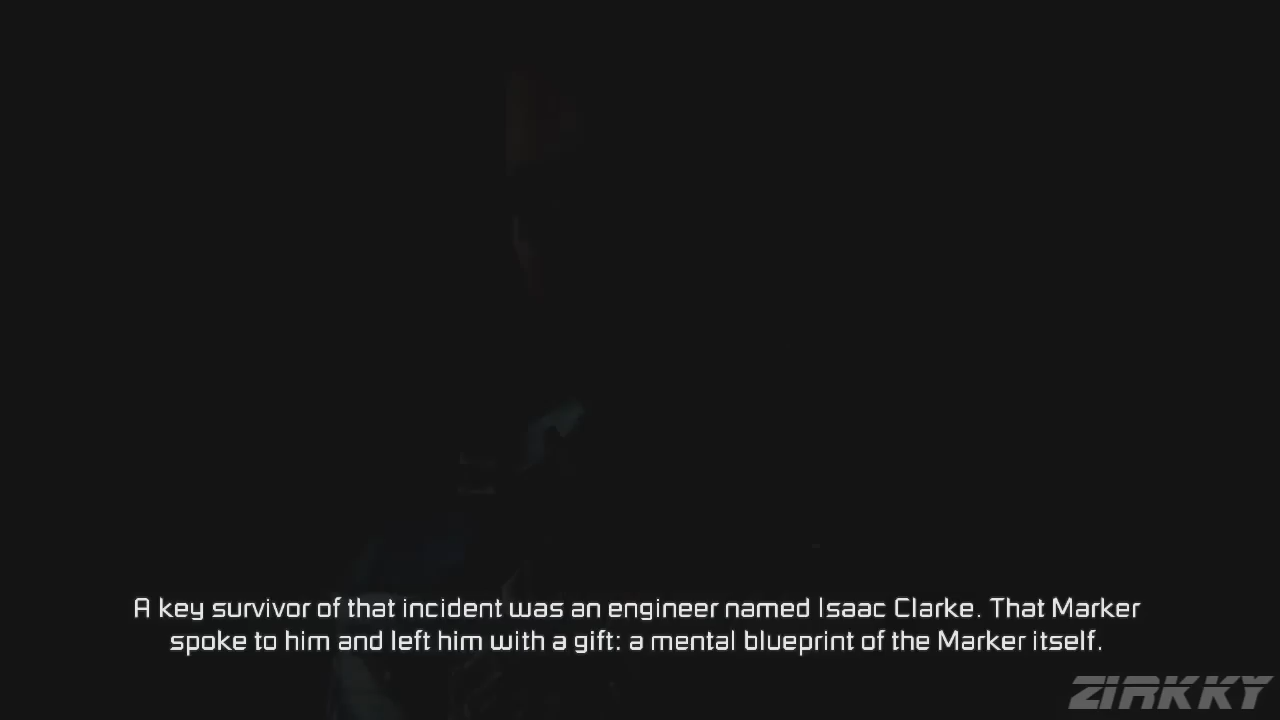 A key survivor of that incident was an engineer named Isaac Clarke. That Marker
spoke to him and left him with a gift: a mental blueprint of the Marker itself.
ZIRKKY